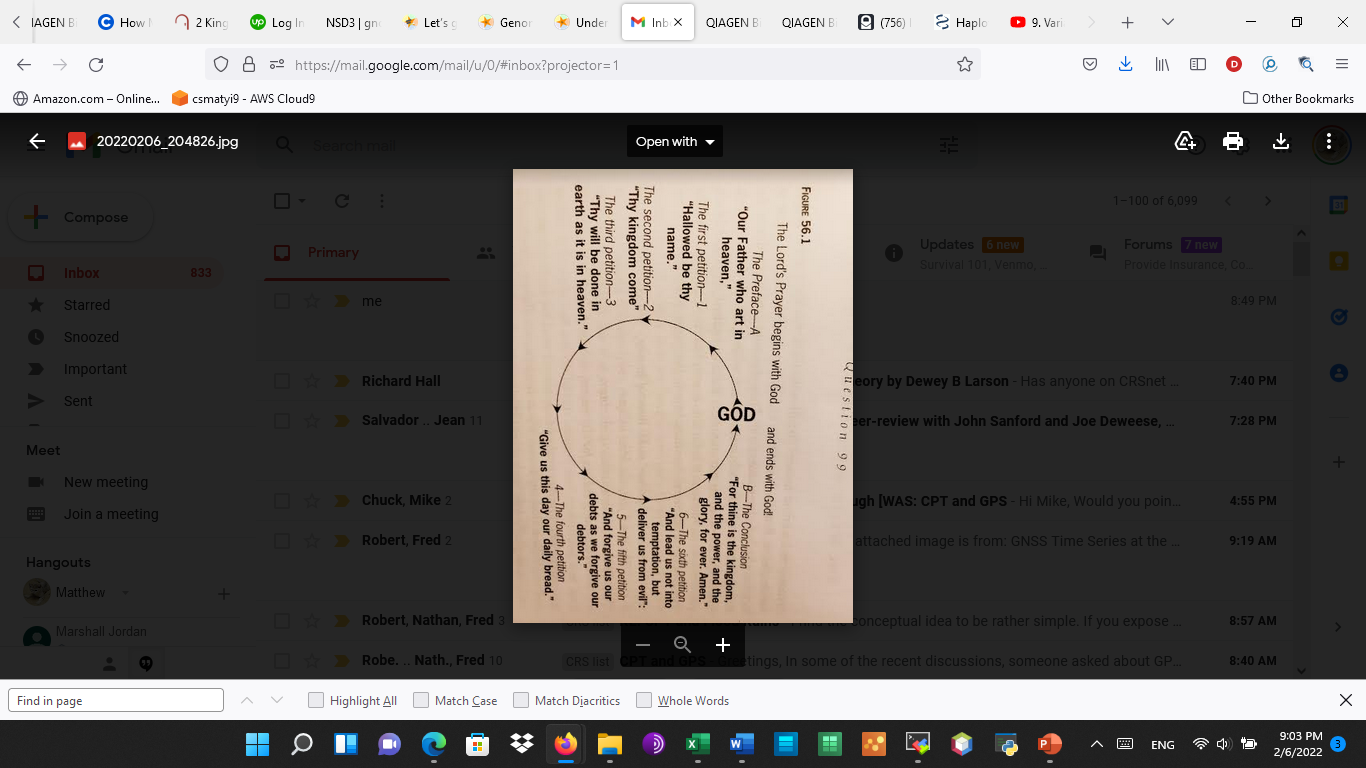 IAGEN B
How
2 King
up
Log In
NSD3 | gn
Let's g
Genor
Under
Inb
QIAGEN B
QIAGEN B
(756)
Haplo
9. Vari
https://mail.google.com/mail/u/0/#inbox?projector=1
Amazon.com – Online...
csmatyi9 - AWS Cloud9
Other Bookmarks
20220206_204826.jpg
Open with
Search mail
Compose
1–100 of 6,099
Primary
Updates
6 new
Survival 101, Venmo, ...
Forums
7 new
Provide Insurance, Co...
Inbox
833
Starred
Snoozed
Important
Sent
Meet
New meeting
Join a meeting
Hangouts
Matthew
Marshall Jordan
me
8:49 PM
Richard Hall
eory by Dewey B Larson - Has anyone on CRSnet ...
7:40 PM
Salvador .. Jean 11
eer-review with John Sanford and Joe Deweese, ...
7:28 PM
Chuck, Mike 2
ugh [WAS: CPT and GPS - Hi Mike, Would you poin...
4:55 PM
Robert, Fred 2
attached image is from: GNSS Time Series at the ...
9:19 AM
Robert, Nathan, Fred 3
conceptual idea to be rather simple. If you expose ...
8:57 AM
Robe. .. Nath., Fred 10
CRS list
CPT and GPS - Greetings, In some of the recent discussions, someone asked about GP...
8:40 AM
Question 99
FIGURE 56.1
The Lord's Prayer begins with God
and ends with God!
The Preface—A
"Our Father who art in
heaven,"
The first petition—1
"Hallowed be thy
name."
The second petition—2
"Thy kingdom come"
The third petition—3
"Thy will be done in
earth as it is in heaven."
GOD
B—The Conclusion
"For thine is the kingdom,
and the power, and the
glory, for ever. Amen."
6—The sixth petition
"And lead us not into
temptation, but
deliver us from evil":
5—The fifth petition
"And forgive us our
debts as we forgive our
debtors."
4—The fourth petition
"Give us this day our daily bread."
Find in page
Highlight All
Match Case
Match Diacritics
Whole Words
ENG
9:03 PM
2/6/2022
3